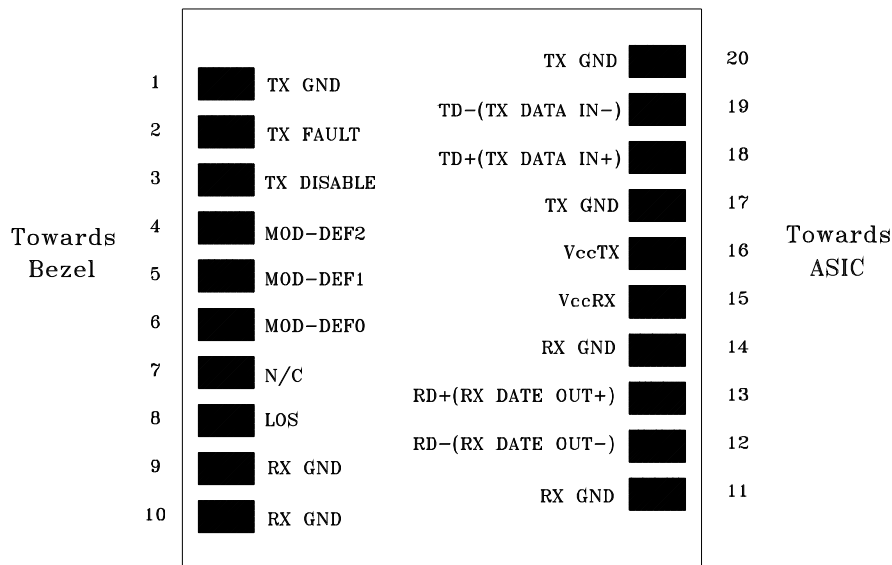 Towards
Bezel
1 TX GND
2 TX FAULT
3 TX DISABLE
4 MOD-DEF2
5 MOD-DEF1
6 MOD-DEF0
7 N/C
8 LOS
9 RX GND
10 RX GND
TX GND 20
TD-(TX DATA IN-) 19
TD+(TX DATA IN+) 18
TX GND 17
VccTX 16
VccRX 15
RX GND 14
RD+(RX DATE OUT+) 13
RD-(RX DATE OUT-) 12
RX GND 11
Towards
ASIC